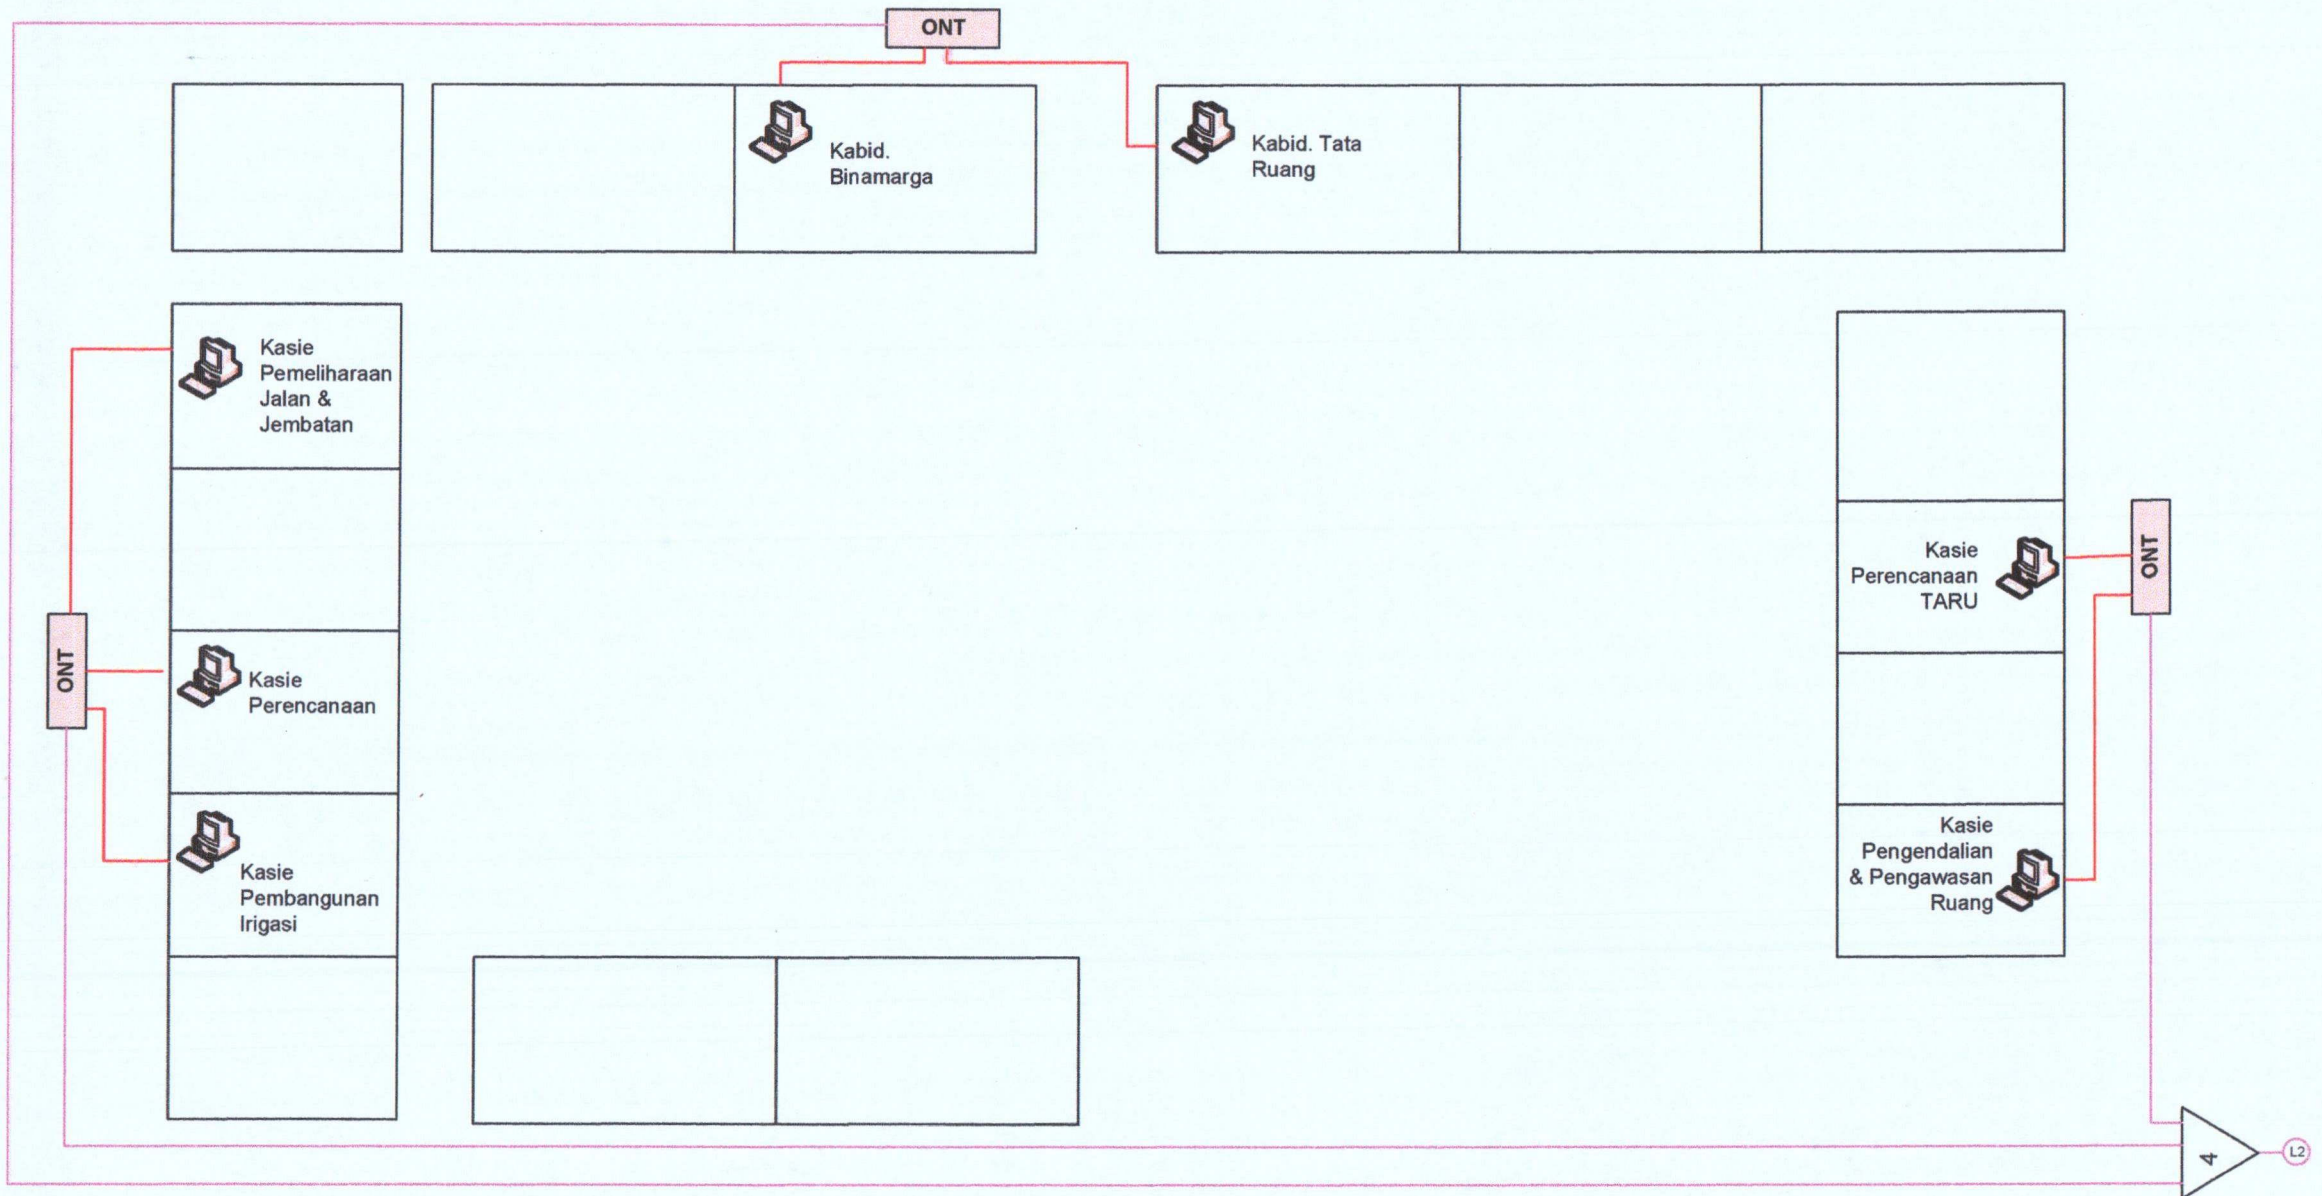 ONT
Kabid.
Binamarga
Kabid. Tata
Ruang
Kasie
Pemeliharaan
Jalan &
Jembatan
ONT
Kasie
Perencanaan
Kasie
Pembangunan
Irigasi
Kasie
Perencanaan
TARU
ONT
Kasie
Pengendalian
& Pengawasan
Ruang
4
L2